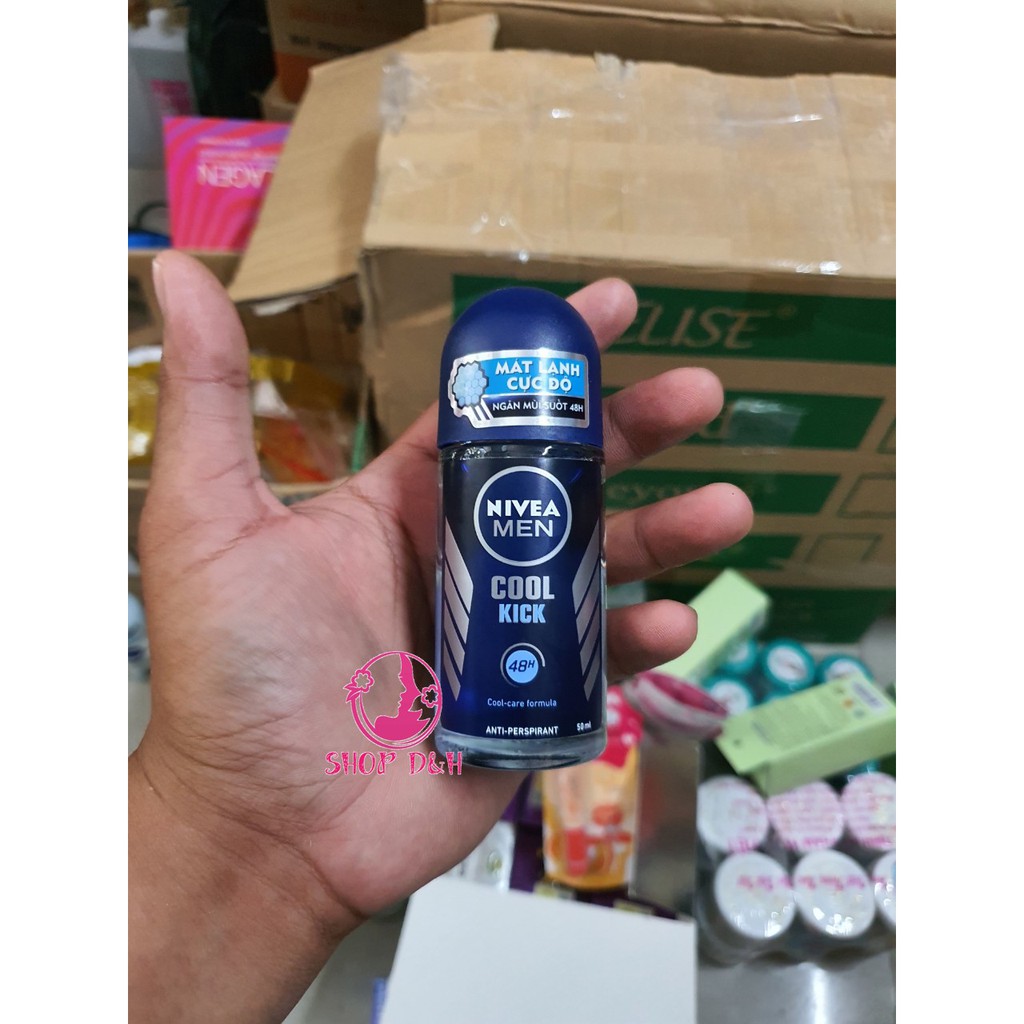 MÁT LẠNH
CỰC ĐỘ
NGĂN MÙI SUỐT 48H
NIVEA
MEN
COOL
KICK
48H
Cool-care formula
ANTI-PERSPIRANT
50 ml
SHOP D&H
ELISE®
AGEN